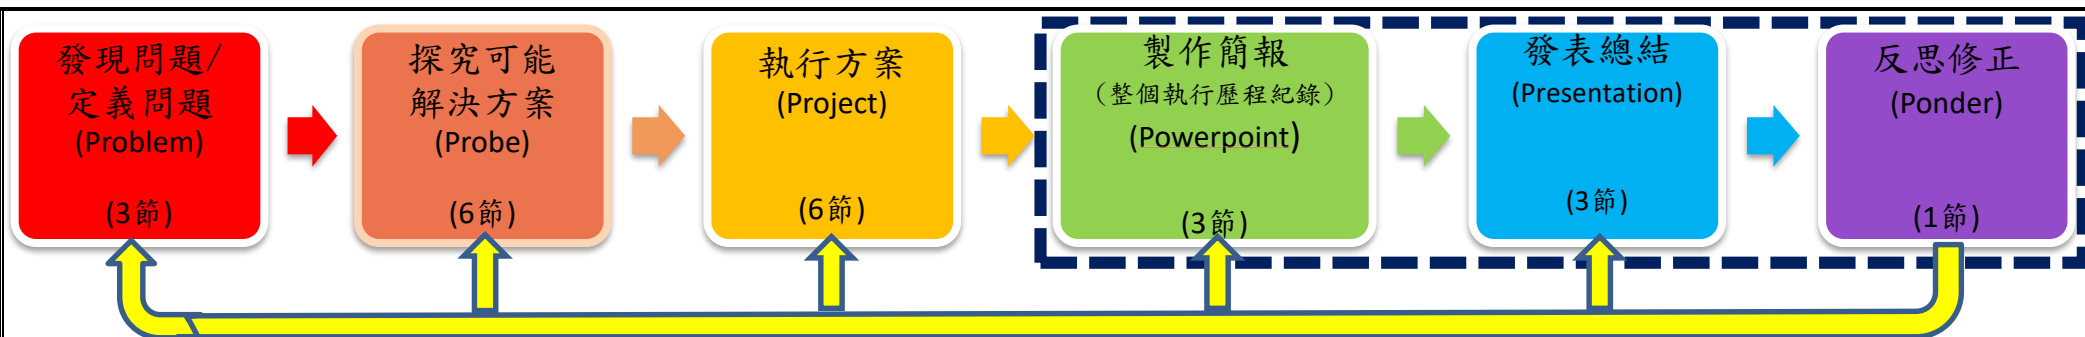 發現問題/
定義問題
(Problem)
(3節)
探究可能
解決方案
(Probe)
(6節)
執行方案
(Project)
(6節)
製作簡報
（整個執行歷程紀錄）
(Powerpoint)
(3節)
發表總結
(Presentation)
(3節)
反思修正
(Ponder)
(1節)